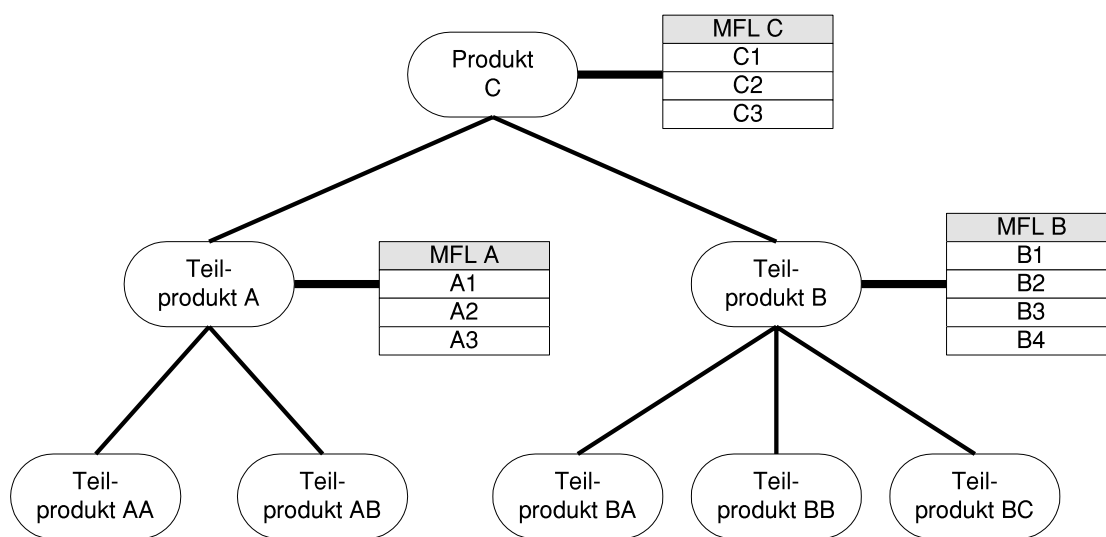 Produkt
C
MFL C
C1
C2
C3
Teil-
produkt A
MFL A
A1
A2
A3
Teil-
produkt B
MFL B
B1
B2
B3
B4
Teil-
produkt AA
Teil-
produkt AB
Teil-
produkt BA
Teil-
produkt BB
Teil-
produkt BC